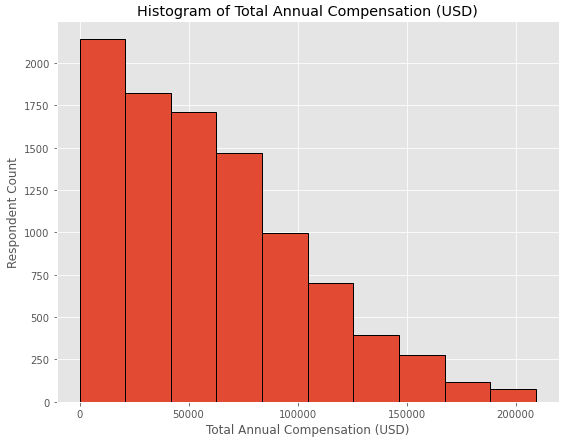 Histogram of Total Annual Compensation (USD)
2000
1750
1500
1250
1000
750
500
250
0
Respondent Count
0 50000 100000 150000 200000
Total Annual Compensation (USD)